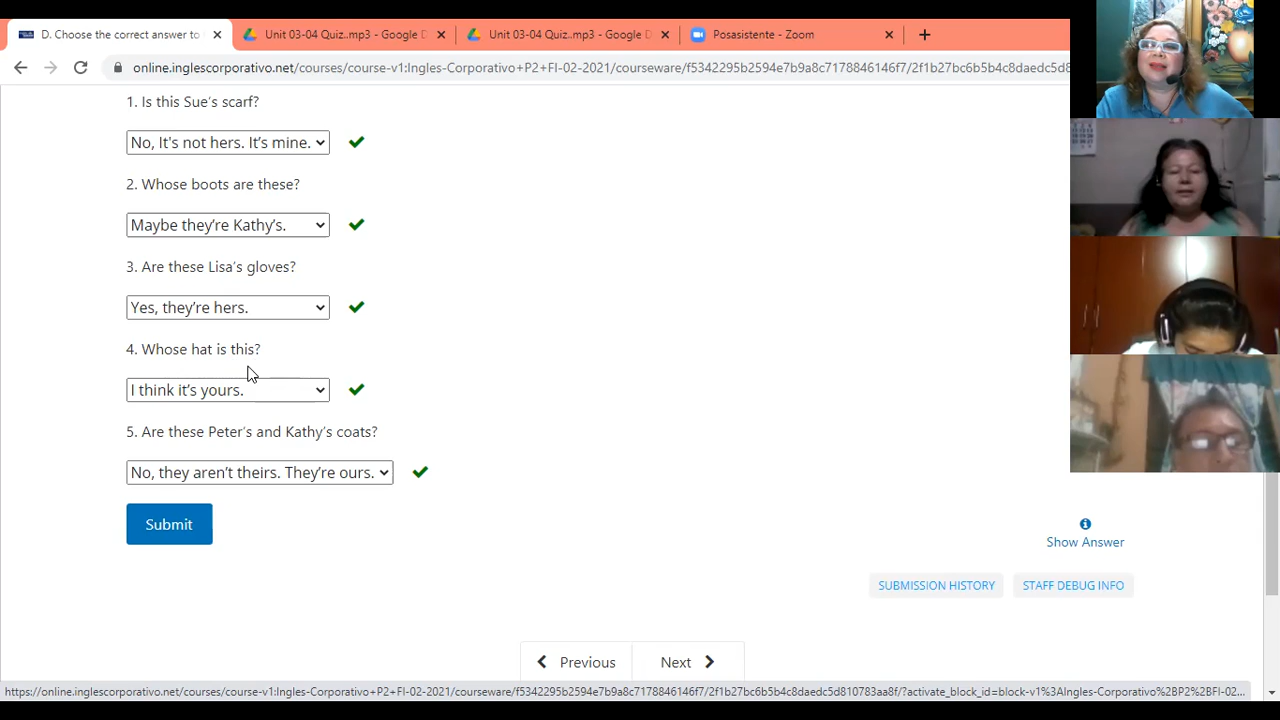 D. Choose the correct answer to
Unit 03-04 Quiz..mp3 - Google D
Unit 03-04 Quiz..mp3 - Google D
Posasistente - Zoom
online.inglescorporativo.net/courses/course-v1:Ingles-Corporativo+P2+FI-02-2021/courseware/f5342295b2594e7b9a8c7178846146f7/2f1b27bc6b5b4c8daedc5d8
1. Is this Sue's scarf?
No, It's not hers. It's mine.
2. Whose boots are these?
Maybe they're Kathy's.
3. Are these Lisa's gloves?
Yes, they're hers.
4. Whose hat is this?
I think it's yours.
5. Are these Peter's and Kathy's coats?
No, they aren't theirs. They're ours.
Submit
Show Answer
SUBMISSION HISTORY
STAFF DEBUG INFO
Previous
Next
https://online.inglescorporativo.net/courses/course-v1:Ingles-Corporativo+P2+FI-02-2021/courseware/f5342295b2594e7b9a8c7178846146f7/2f1b27bc6b5b4c8daedc5d810783aa8f/?activate_block_id=block-v1%3AIngles-Corporativo%2BP2%2BFI-02...